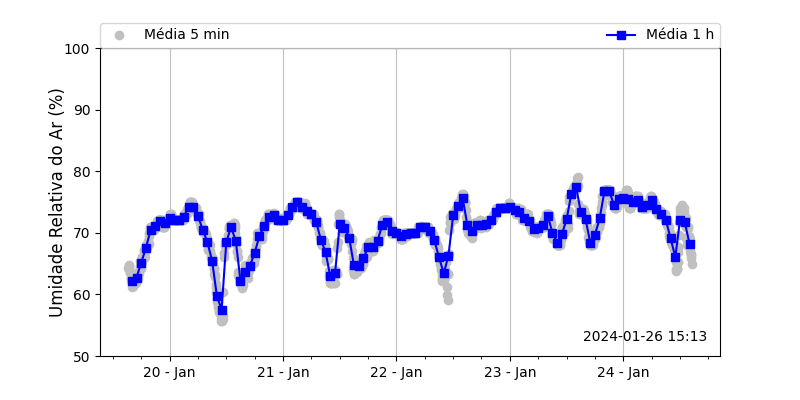 Média 5 min
Média 1 h
Umidade Relativa do Ar (%)
100
90
80
70
60
50
2024-01-26 15:13
20 - Jan
21 - Jan
22 - Jan
23 - Jan
24 - Jan